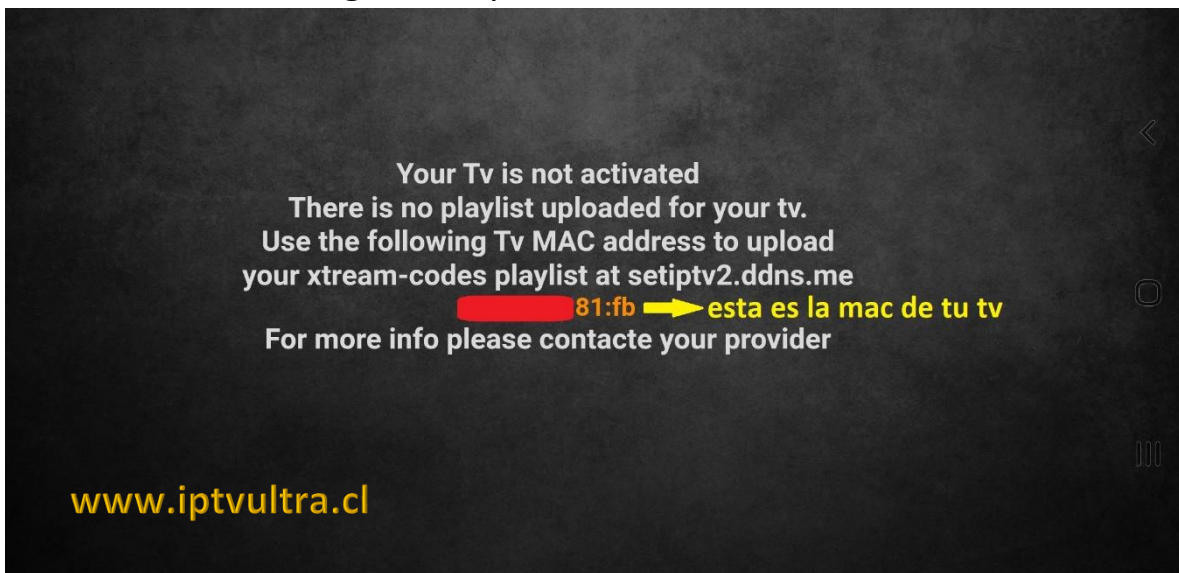 Your Tv is not activated
There is no playlist uploaded for your tv.
Use the following Tv MAC address to upload
your xtream-codes playlist at setiptv2.ddns.me
81:fb esta es la mac de tu tv
For more info please contacte your provider
www.iptvultra.cl